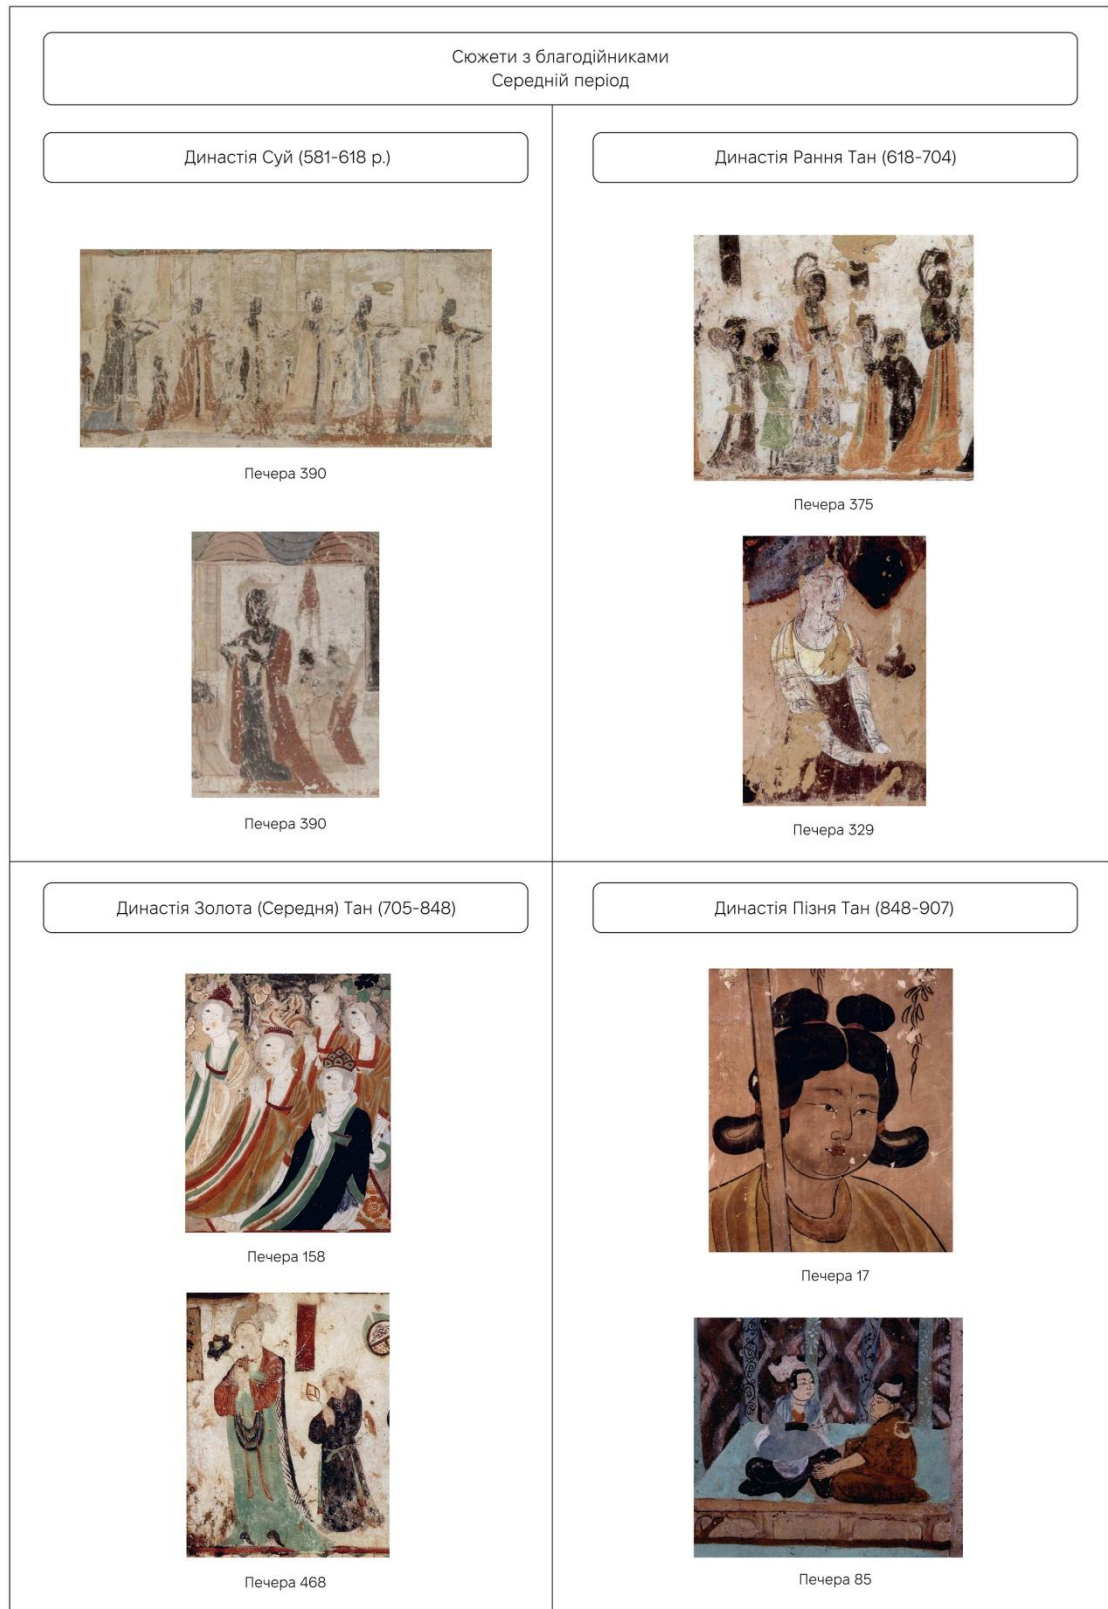 Сюжети з благодійниками
Середній період
Династія Суй (581-618 р.)
Династія Рання Тан (618-704)
Печера 390
Печера 375
Печера 390
Печера 329
Династія Золота (Середня) Тан (705-848)
Династія Пізня Тан (848-907)
Печера 158
Печера 17
Печера 468
Печера 85